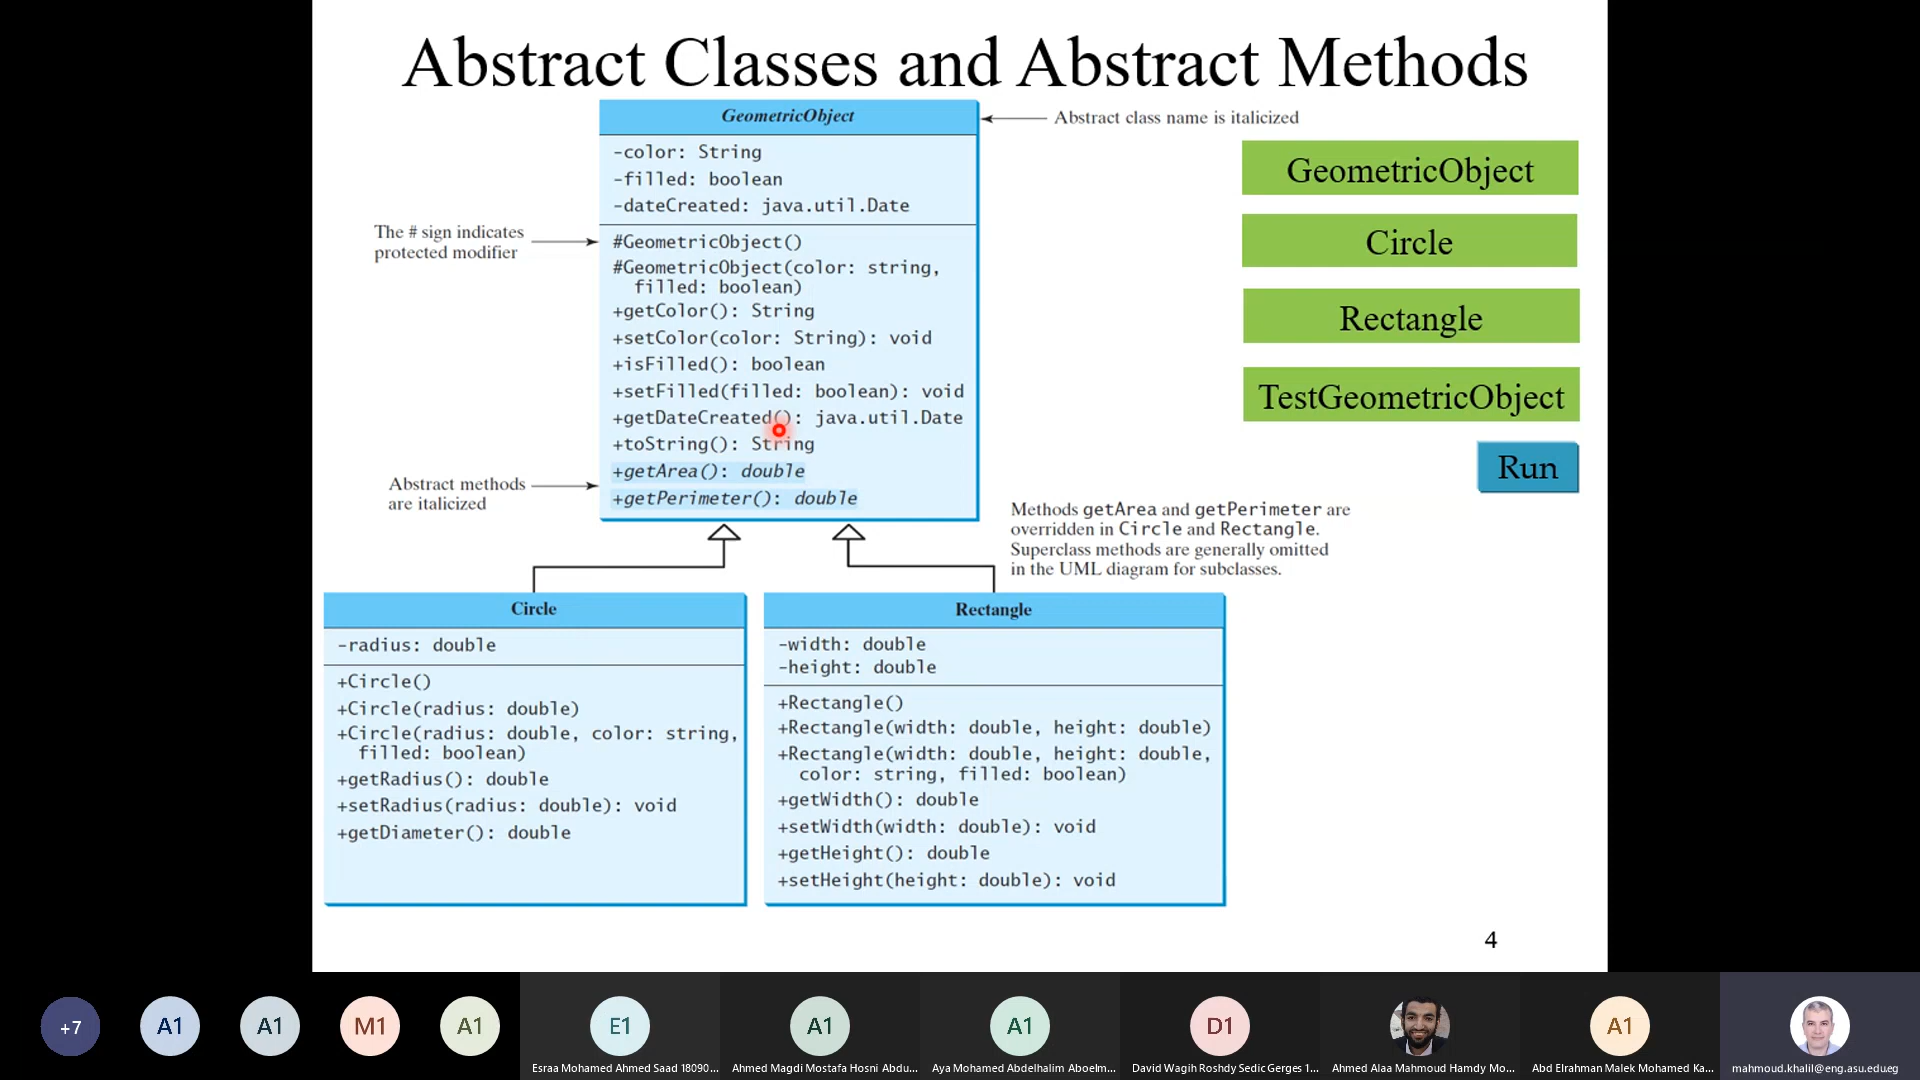 Abstract Classes and Abstract Methods
GeometricObject
Abstract class name is italicized
-color: String
-filled: boolean
-dateCreated: java.util.Date
The # sign indicates
protected modifier
#GeometricObject()
#GeometricObject(color: string,
filled: boolean)
+getColor(): String
+setColor(color: String): void
+isFilled(): boolean
+setFilled(filled: boolean): void
+getDateCreated(): java.util.Date
+toString(): String
+getArea(): double
+getPerimeter(): double
Abstract methods
are italicized
GeometricObject
Circle
Rectangle
TestGeometricObject
Run
Methods getArea and getPerimeter are
overridden in Circle and Rectangle.
Superclass methods are generally omitted
in the UML diagram for subclasses.
Circle
-radius: double
+Circle()
+Circle(radius: double)
+Circle(radius: double, color: string,
filled: boolean)
+getRadius(): double
+setRadius(radius: double): void
+getDiameter(): double
Rectangle
-width: double
-height: double
+Rectangle()
+Rectangle(width: double, height: double)
+Rectangle(width: double, height: double,
color: string, filled: boolean)
+getWidth(): double
+setWidth(width: double): void
+getHeight(): double
+setHeight(height: double): void
4
+7
A1
A1
M1
A1
E1
A1
A1
D1
A1
Esraa Mohamed Ahmed Saad 18090...
Ahmed Magdi Mostafa Hosni Abdu...
Aya Mohamed Abdelhalim Aboelm...
David Wagih Roshdy Sedic Gerges 1...
Ahmed Alaa Mahmoud Hamdy Mo...
Abd Elrahman Malek Mohamed Ka...
mahmoud.khalil@eng.asu.edu.eg